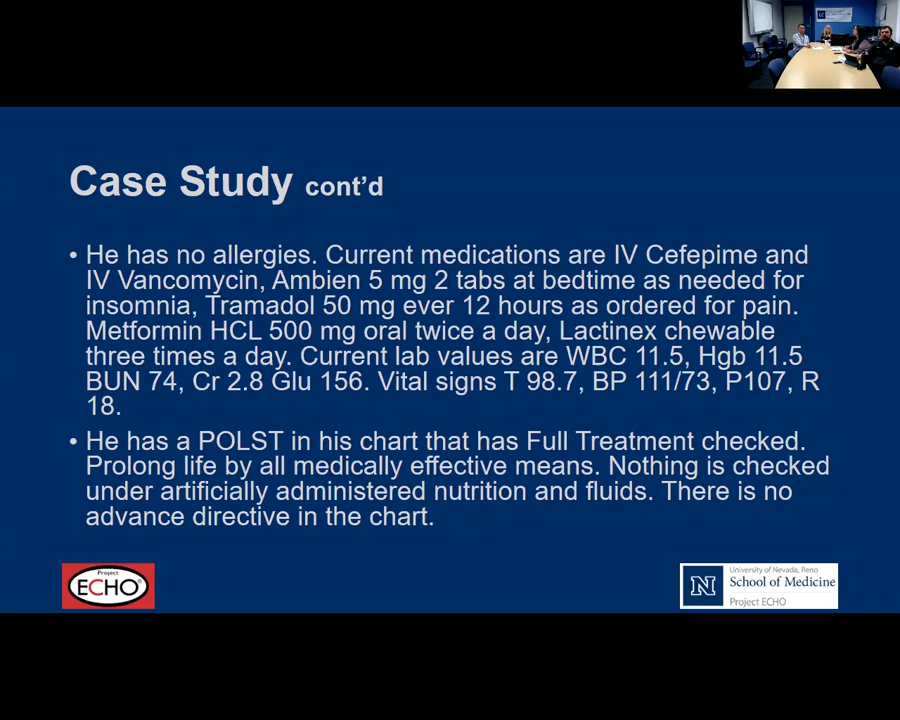 Case Study cont’d
• He has no allergies. Current medications are IV Cefepime and
IV Vancomycin, Ambien 5 mg 2 tabs at bedtime as needed for
insomnia, Tramadol 50 mg ever 12 hours as ordered for pain.
Metformin HCL 500 mg oral twice a day, Lactinex chewable
three times a day. Current lab values are WBC 11.5, Hgb 11.5
BUN 74, Cr 2.8 Glu 156. Vital signs T 98.7, BP 111/73, P107, R
18.
• He has a POLST in his chart that has Full Treatment checked.
Prolong life by all medically effective means. Nothing is checked
under artificially administered nutrition and fluids. There is no
advance directive in the chart.
Project
ECHO®
N
University of Nevada, Reno
School of Medicine
Project ECHO